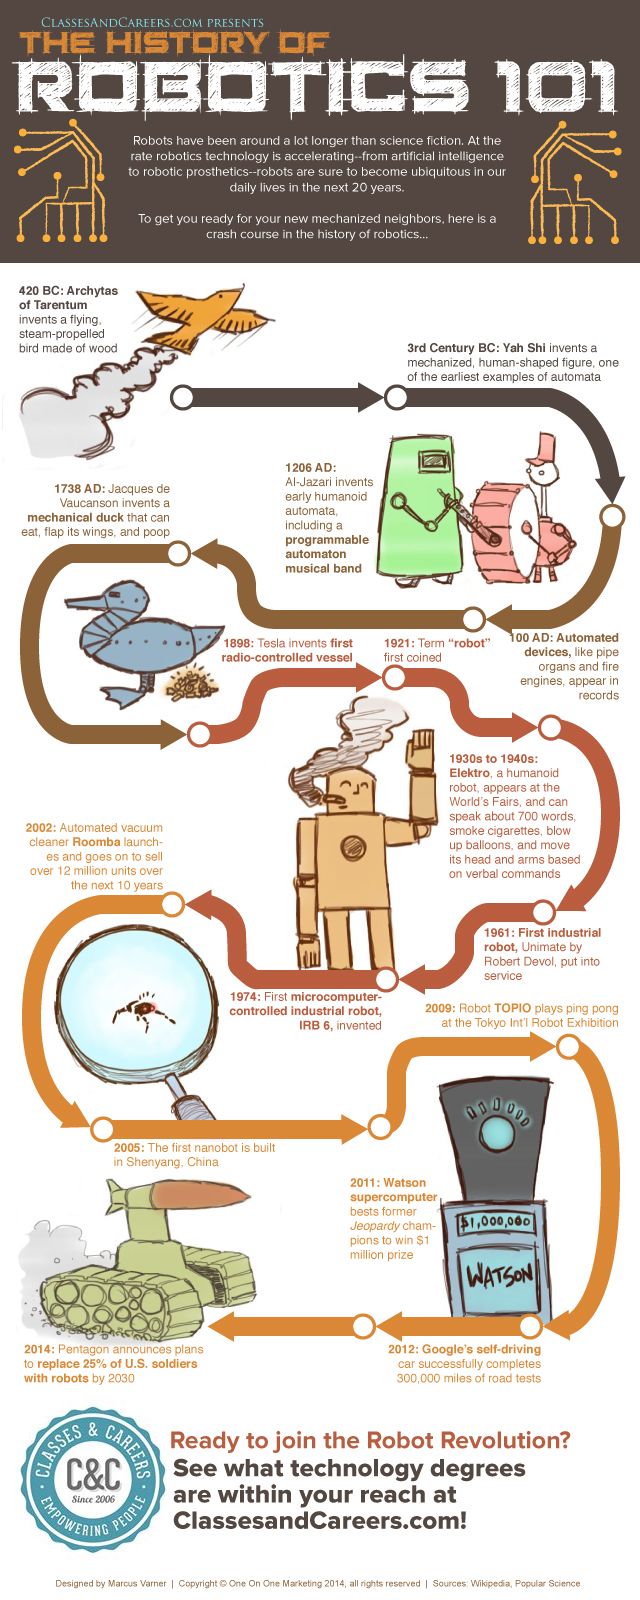 ClassesAndCareers.com presents
THE HISTORY OF
ROBOTICS 101
Robots have been around a lot longer than science fiction. At the
rate robotics technology is accelerating--from artificial intelligence
to robotic prosthetics--robots are sure to become ubiquitous in our
daily lives in the next 20 years.
To get you ready for your new mechanized neighbors, here is a
crash course in the history of robotics...
420 BC: Archytas
of Tarentum
invents a flying,
steam-propelled
bird made of wood
3rd Century BC: Yah Shi invents a
mechanized, human-shaped figure, one
of the earliest examples of automata
1206 AD:
Al-Jazari invents
early humanoid
automata,
including a
programmable
automaton
musical band
1738 AD: Jacques de
Vaucanson invents a
mechanical duck that can
eat, flap its wings, and poop
100 AD: Automated
devices, like pipe
organs and fire
engines, appear in
records
1898: Tesla invents first
radio-controlled vessel
1921: Term “robot”
first coined
1930s to 1940s:
Elektro, a humanoid
robot, appears at the
World's Fairs, and can
speak about 700 words,
smoke cigarettes, blow
up balloons, and move
its head and arms based
on verbal commands
2002: Automated vacuum
cleaner Roomba launch-
es and goes on to sell
over 12 million units over
the next 10 years
1961: First industrial
robot, Unimate by
Robert Devol, put into
service
1974: First microcomputer-
controlled industrial robot,
IRB 6, invented
2009: Robot TOPIO plays ping pong
at the Tokyo Int'l Robot Exhibition
2005: The first nanobot is built
in Shenyang, China
2011: Watson
supercomputer
bests former
Jeopardy cham-
pions to win $1
million prize
$1,000,000
WATSON
2014: Pentagon announces plans
to replace 25% of U.S. soldiers
with robots by 2030
2012: Google's self-driving
car successfully completes
300,000 miles of road tests
CLASSES & CAREERS
C&C
Since 2006
EMPOWERING PEOPLE
Ready to join the Robot Revolution?
See what technology degrees
are within your reach at
ClassesandCareers.com!
Designed by Marcus Varner | Copyright © One On One Marketing 2014, all rights reserved | Sources: Wikipedia, Popular Science